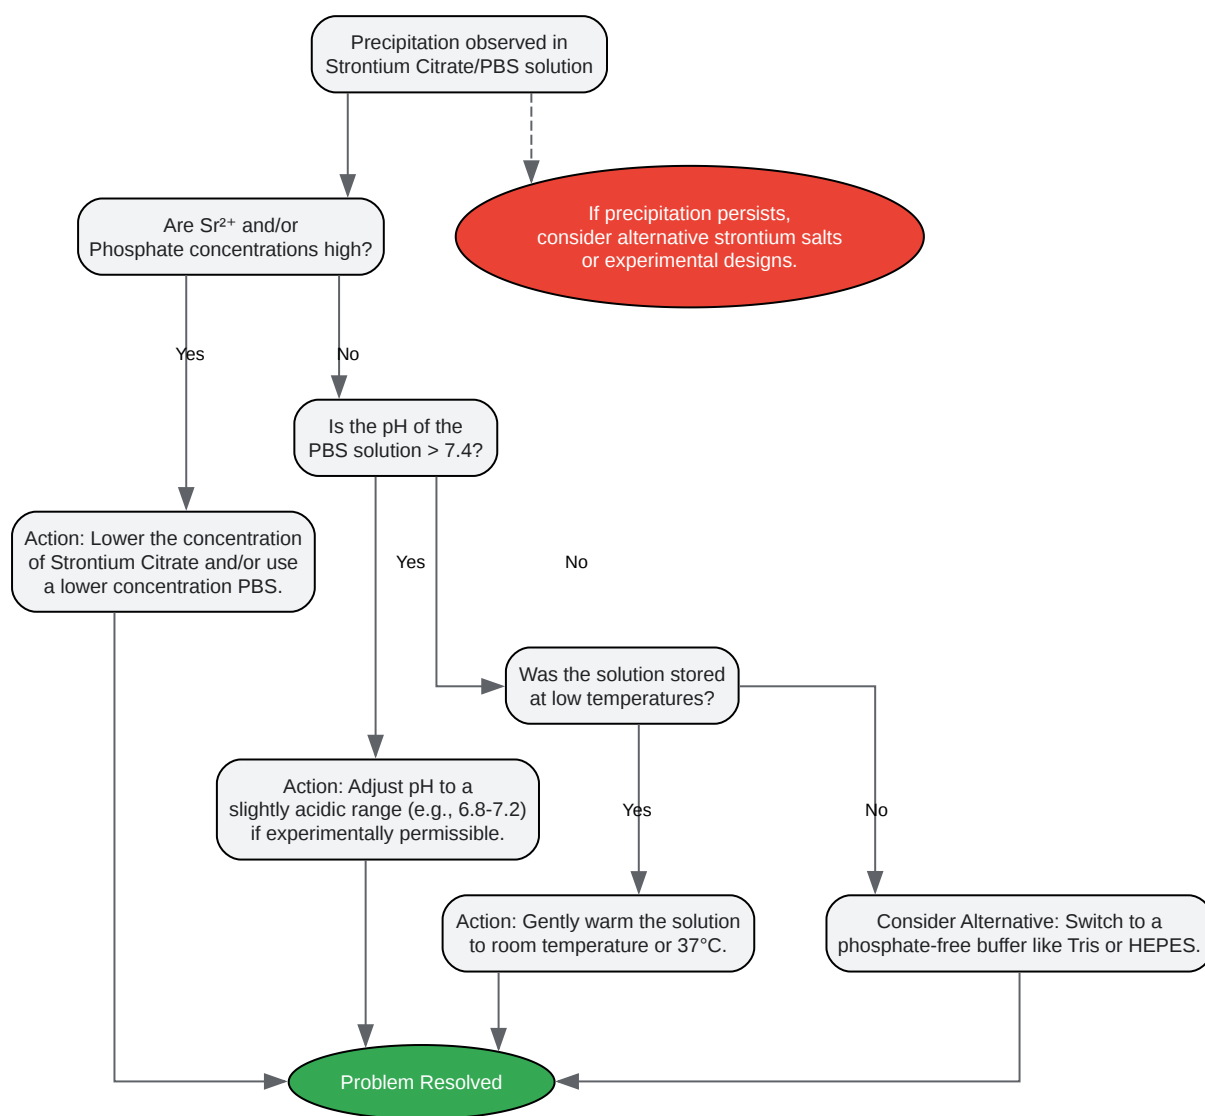 Precipitation observed in
Strontium Citrate/PBS solution
If precipitation persists,
consider alternative strontium salts
or experimental designs.
Are Sr²⁺ and/or
Phosphate concentrations high?
Yes
No
Is the pH of the
PBS solution > 7.4?
Action: Lower the concentration
of Strontium Citrate and/or use
a lower concentration PBS.
Yes
No
Was the solution stored
at low temperatures?
Action: Adjust pH to a
slightly acidic range (e.g., 6.8-7.2)
if experimentally permissible.
Yes
No
Action: Gently warm the solution
to room temperature or 37°C.
Consider Alternative: Switch to a
phosphate-free buffer like Tris or HEPES.
Problem Resolved